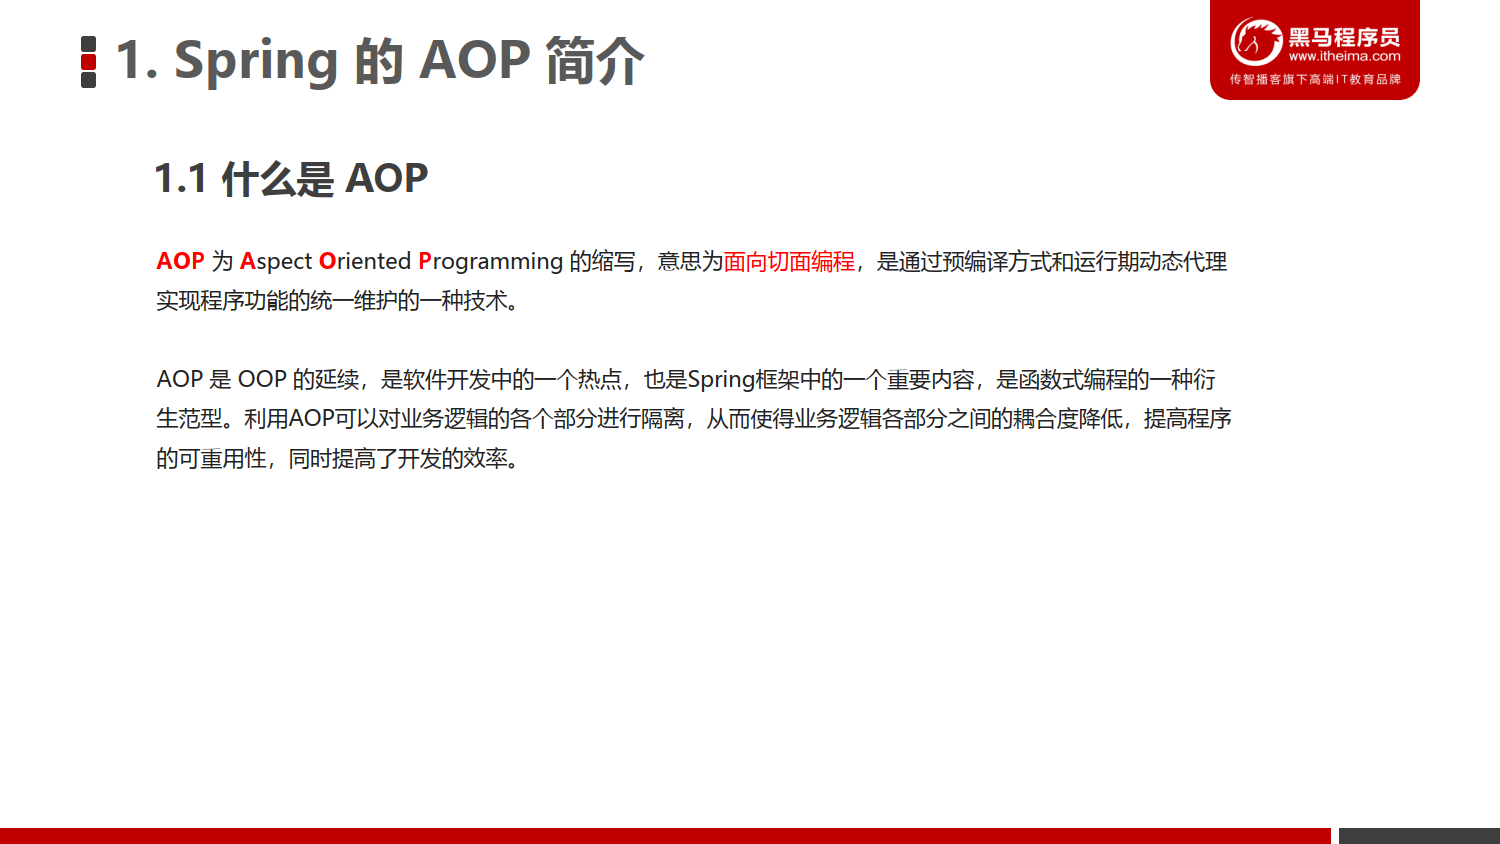 1. Spring 的 AOP 简介
黑马程序员
www.itheima.com
传智播客旗下高端IT教育品牌
1.1 什么是 AOP
AOP 为 Aspect Oriented Programming 的缩写，意思为面向切面编程，是通过预编译方式和运行期动态代理
实现程序功能的统一维护的一种技术。
AOP 是 OOP 的延续，是软件开发中的一个热点，也是Spring框架中的一个重要内容，是函数式编程的一种衍
生范型。利用AOP可以对业务逻辑的各个部分进行隔离，从而使得业务逻辑各部分之间的耦合度降低，提高程序
的可重用性，同时提高了开发的效率。